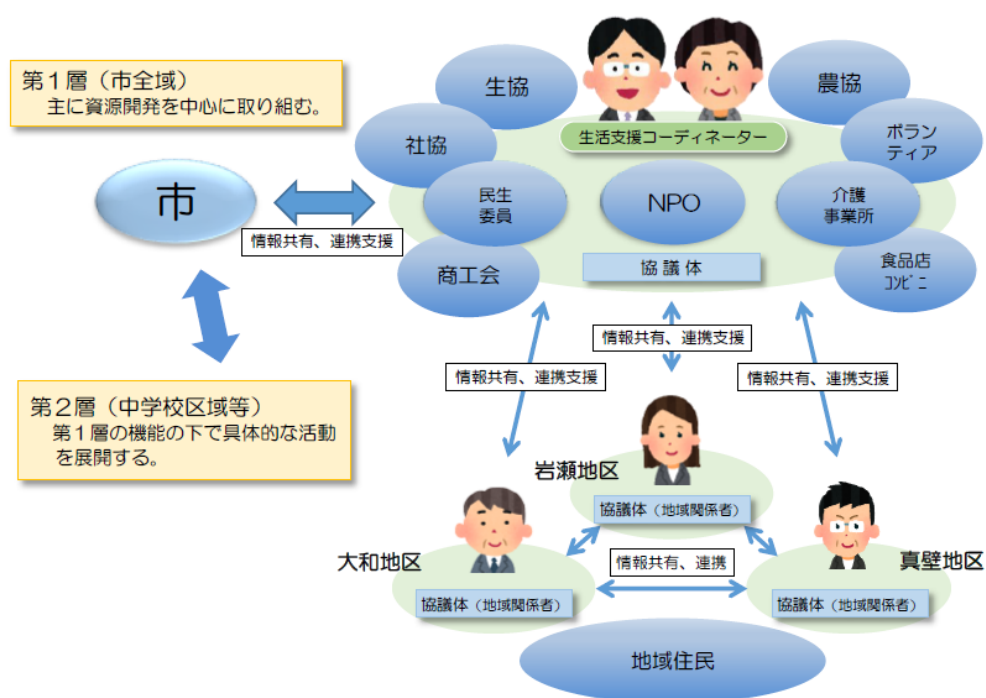 第１層（市全域）
主に資源開発を中心に取り組む。
生協
農協
生活支援コーディネーター
社協
ボラン
ティア
市
民生
委員
NPO
介護
事業所
情報共有、連携支援
商工会
協議体
食品店
ｺﾝﾋﾞﾆ
情報共有、連携支援
情報共有、連携支援
情報共有、連携支援
第２層（中学校区域等）
第１層の機能の下で具体的な活動
を展開する。
岩瀬地区
協議体（地域関係者）
大和地区
情報共有、連携
真壁地区
協議体（地域関係者）
協議体（地域関係者）
地域住民